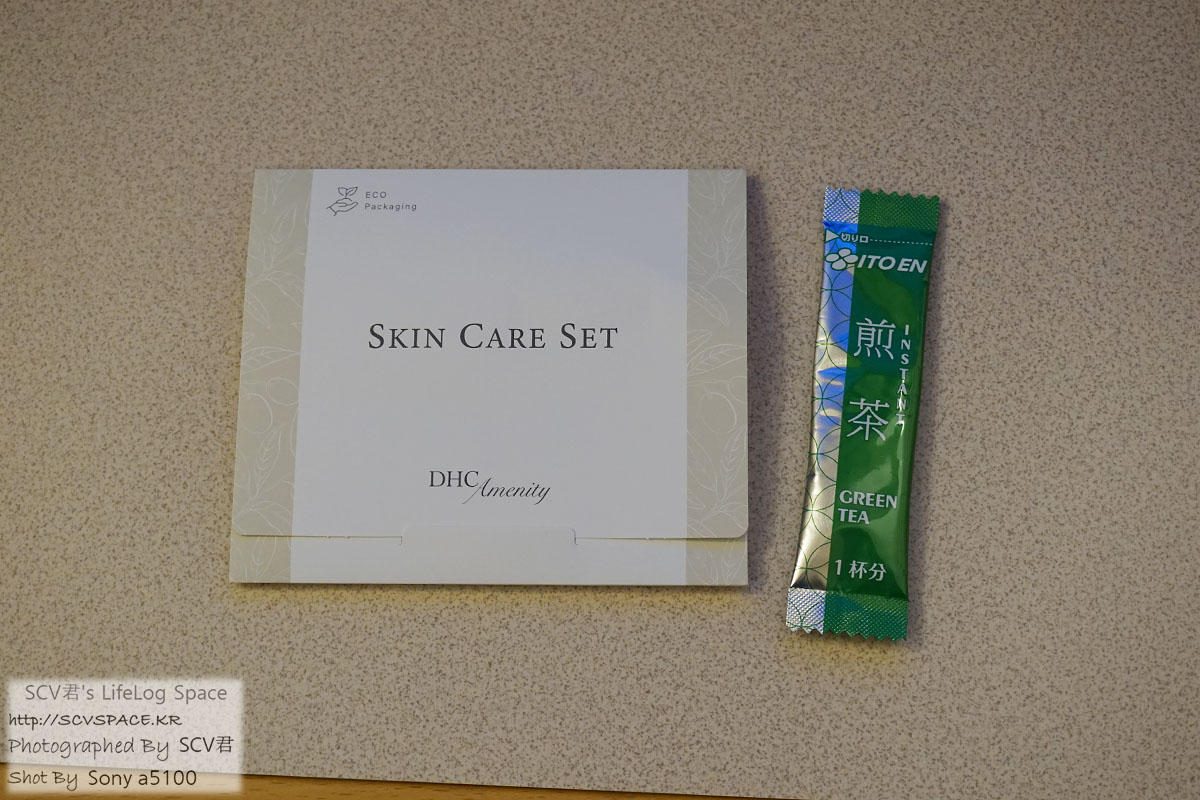 ECO
Packaging
SKIN CARE SET
DHC Amenity
切り口
ITO EN
煎茶
INSTANT
GREEN
TEA
1杯分
SCV君's LifeLog Space
http://SCVSPACE.KR
Photographed By SCV君
Shot By Sony a5100